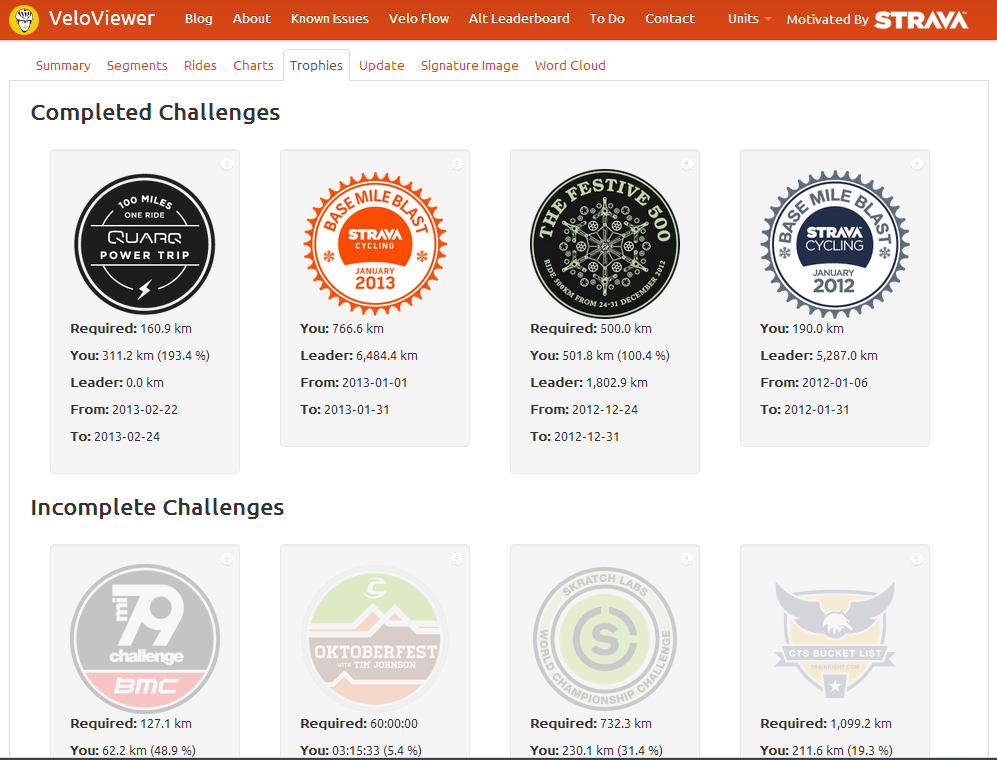 VeloViewer Blog About Known Issues Velo Flow Alt Leaderboard To Do Contact Units Motivated By STRAVA
Summary Segments Rides Charts Trophies Update Signature Image Word Cloud
Completed Challenges
100 MILES
ONE RIDE
QUARQ
POWER TRIP
Required: 160.9 km
You: 311.2 km (193.4 %)
Leader: 0.0 km
From: 2013-02-22
To: 2013-02-24
BASE MILE BLAST
STRAVA
CYCLING
JANUARY
2013
You: 766.6 km
Leader: 6,484.4 km
From: 2013-01-01
To: 2013-01-31
THE FESTIVE 500
RIDE 500KM FROM 24-31 DECEMBER 2012
Required: 500.0 km
You: 501.8 km (100.4 %)
Leader: 1,802.9 km
From: 2012-12-24
To: 2012-12-31
BASE MILE BLAST
STRAVA
CYCLING
JANUARY
2012
You: 190.0 km
Leader: 5,287.0 km
From: 2012-01-06
To: 2012-01-31
Incomplete Challenges
mi79
challenge
BMC
Required: 127.1 km
You: 62.2 km (48.9 %)
OKTOBERFEST
WITH TIM JOHNSON
Required: 60:00:00
You: 03:15:33 (5.4 %)
SKRATCH LABS
S
WORLD CHAMPIONSHIP CHALLENGE
Required: 732.3 km
You: 230.1 km (31.4 %)
CTS BUCKET LIST
Required: 1,099.2 km
You: 211.6 km (19.3 %)